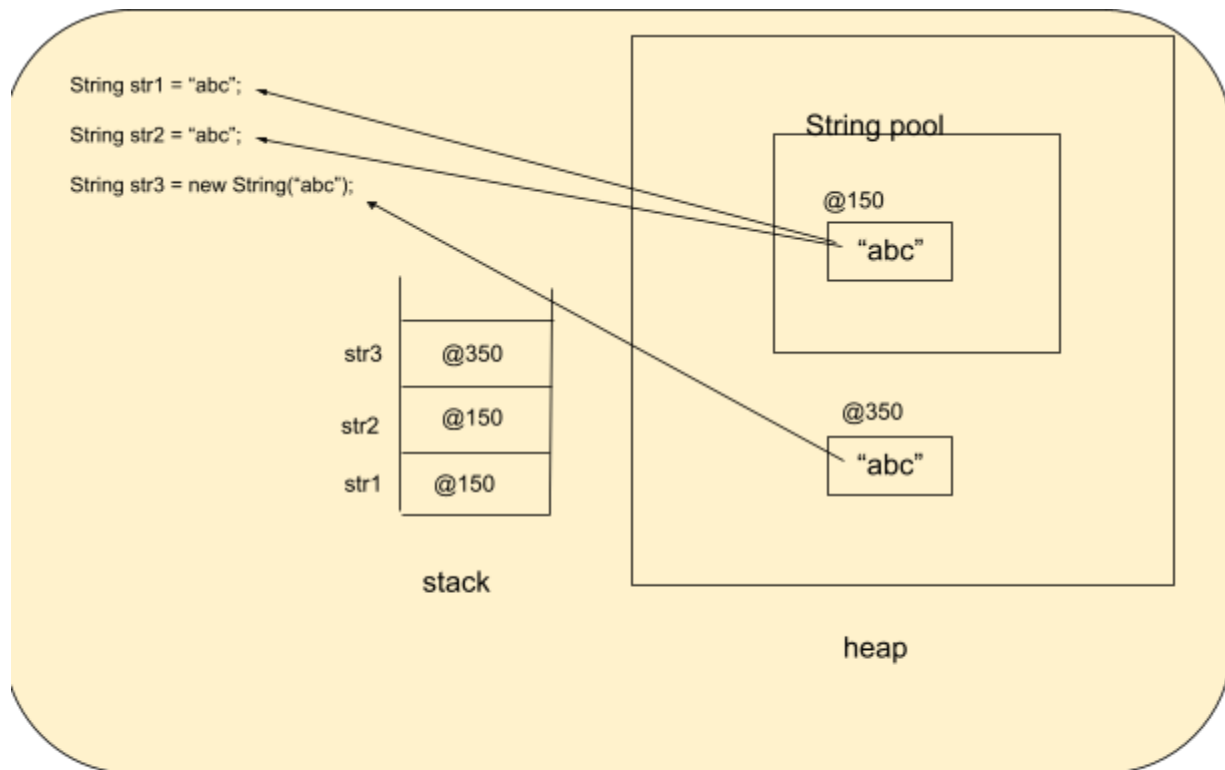 String str1 = “abc”;
String str2 = “abc”;
String str3 = new String(“abc”);
String pool
@150
“abc”
str3 @350
str2 @150
str1 @150
stack
@350
“abc”
heap